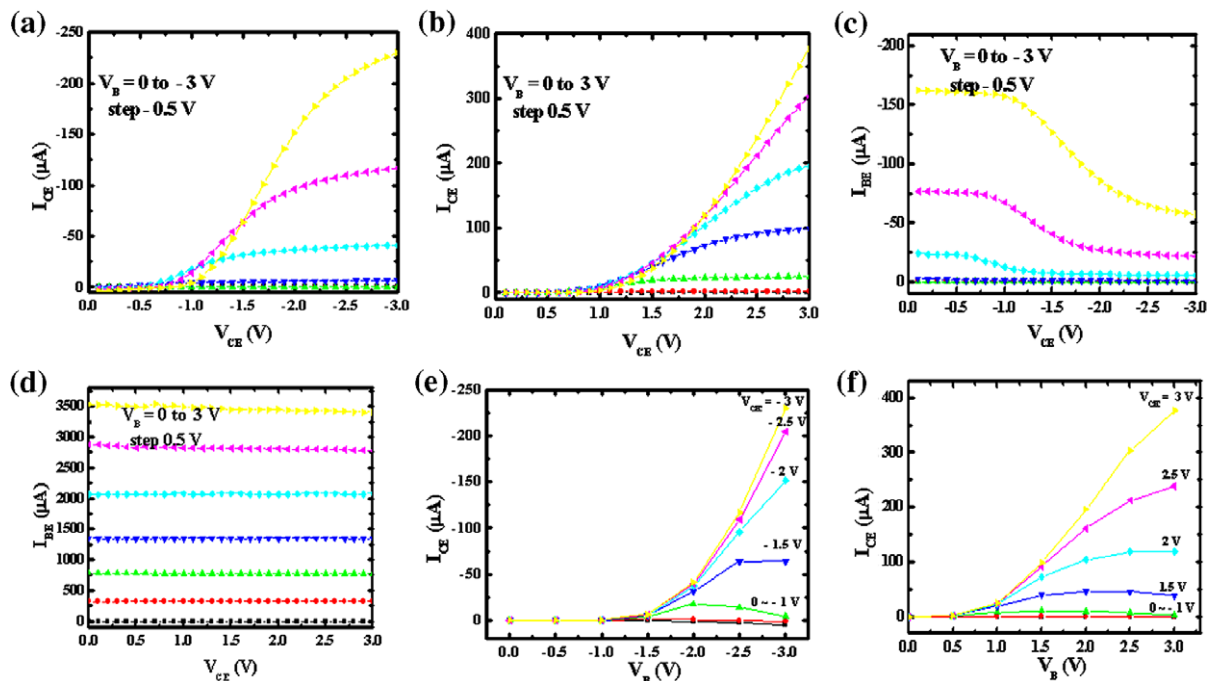 (a)
-250
-200
-150
-100
-50
0
I_CE (µA)
V_B = 0 to - 3 V
step - 0.5 V
0.0 -0.5 -1.0 -1.5 -2.0 -2.5 -3.0
V_CE (V)
(b)
400
300
200
100
0
I_CE (µA)
V_B = 0 to 3 V
step 0.5 V
0.0 0.5 1.0 1.5 2.0 2.5 3.0
V_CE (V)
(c)
-200
-150
-100
-50
0
I_BE (µA)
V_B = 0 to - 3 V
step - 0.5 V
0.0 -0.5 -1.0 -1.5 -2.0 -2.5 -3.0
V_CE (V)
(d)
3500
3000
2500
2000
1500
1000
500
0
I_BE (µA)
V_B = 0 to 3 V
step 0.5 V
0.0 0.5 1.0 1.5 2.0 2.5 3.0
V_CE (V)
(e)
-250
-200
-150
-100
-50
0
I_CE (µA)
V_CE = - 3 V
- 2.5 V
- 2 V
- 1.5 V
0 ~ - 1 V
0.0 -0.5 -1.0 -1.5 -2.0 -2.5 -3.0
V_B (V)
(f)
400
300
200
100
0
I_CE (µA)
V_CE = 3 V
2.5 V
2 V
1.5 V
0 ~ - 1 V
0.0 0.5 1.0 1.5 2.0 2.5 3.0
V_B (V)